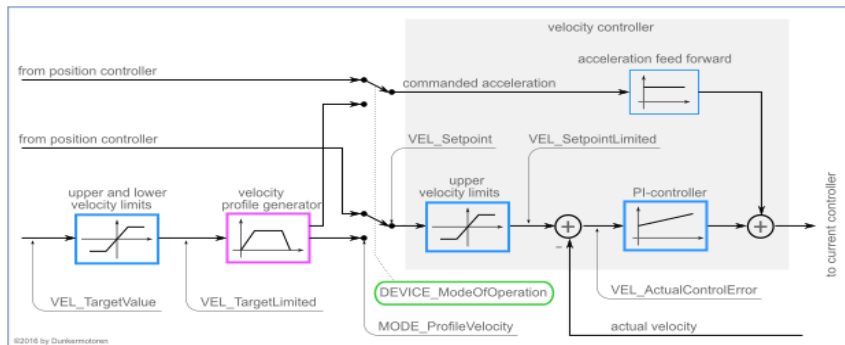 velocity controller
acceleration feed forward
from position controller
commanded acceleration
from position controller
VEL_Setpoint
VEL_SetpointLimited
upper and lower
velocity limits
velocity
profile generator
upper
velocity limits
PI-controller
to current controller
DEVICE_ModeOfOperation
VEL_TargetValue
VEL_TargetLimited
VEL_ActualControlError
MODE_ProfileVelocity
actual velocity
©2016 by Dunkermotoren